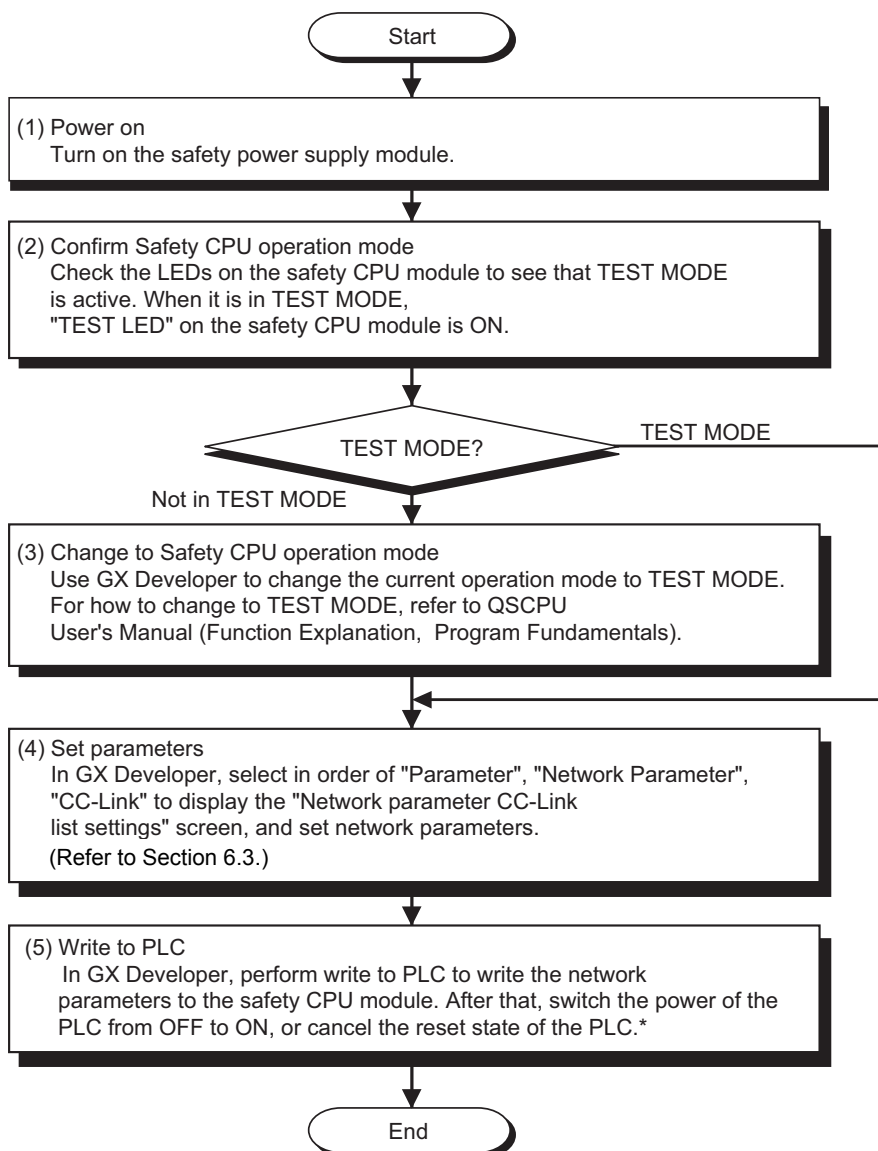 Start
(1) Power on
Turn on the safety power supply module.
(2) Confirm Safety CPU operation mode
Check the LEDs on the safety CPU module to see that TEST MODE
is active. When it is in TEST MODE,
"TEST LED" on the safety CPU module is ON.
TEST MODE?
TEST MODE
Not in TEST MODE
(3) Change to Safety CPU operation mode
Use GX Developer to change the current operation mode to TEST MODE.
For how to change to TEST MODE, refer to QSCPU
User's Manual (Function Explanation, Program Fundamentals).
(4) Set parameters
In GX Developer, select in order of "Parameter", "Network Parameter",
"CC-Link" to display the "Network parameter CC-Link
list settings" screen, and set network parameters.
(Refer to Section 6.3.)
(5) Write to PLC
In GX Developer, perform write to PLC to write the network
parameters to the safety CPU module. After that, switch the power of the
PLC from OFF to ON, or cancel the reset state of the PLC.*
End